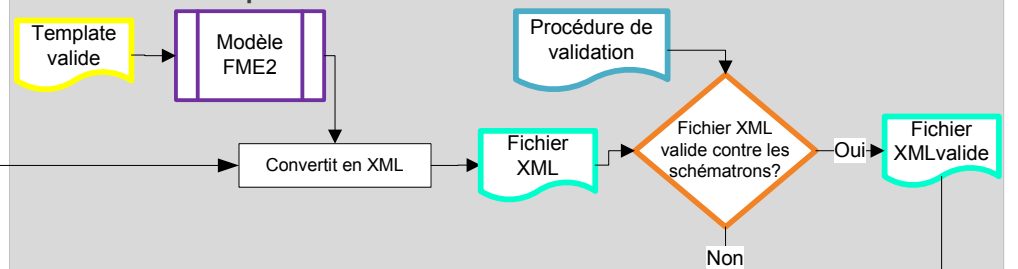 Template
valide
Modèle
FME2
Procédure de
validation
Convertit en XML
Fichier
XML
Fichier XML
valide contre les
schématrons?
Oui
Fichier
XMLvalide
Non